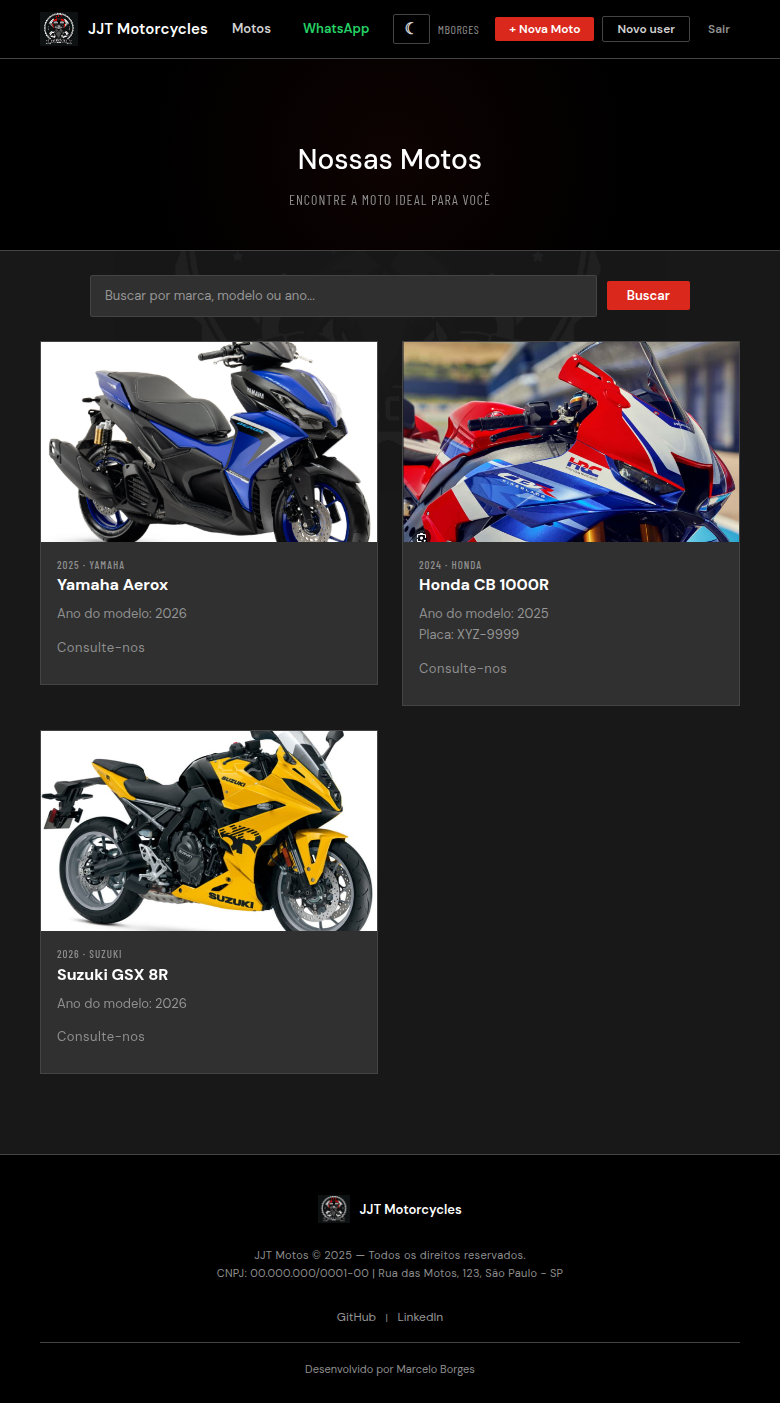 JJT Motorcycles
Motos
WhatsApp
MBORGES
+ Nova Moto
Novo user
Sair
Nossas Motos
ENCONTRE A MOTO IDEAL PARA VOCÊ
Buscar por marca, modelo ou ano...
Buscar
YAMAHA
HRC
2025 · YAMAHA
Yamaha Aerox
Ano do modelo: 2026
Consulte-nos
2024 · HONDA
Honda CB 1000R
Ano do modelo: 2025
Placa: XYZ-9999
Consulte-nos
SUZUKI
SUZUKI
2026 · SUZUKI
Suzuki GSX 8R
Ano do modelo: 2026
Consulte-nos
JJT Motorcycles
JJT Motos © 2025 — Todos os direitos reservados.
CNPJ: 00.000.000/0001-00 | Rua das Motos, 123, São Paulo - SP
GitHub | LinkedIn
Desenvolvido por Marcelo Borges